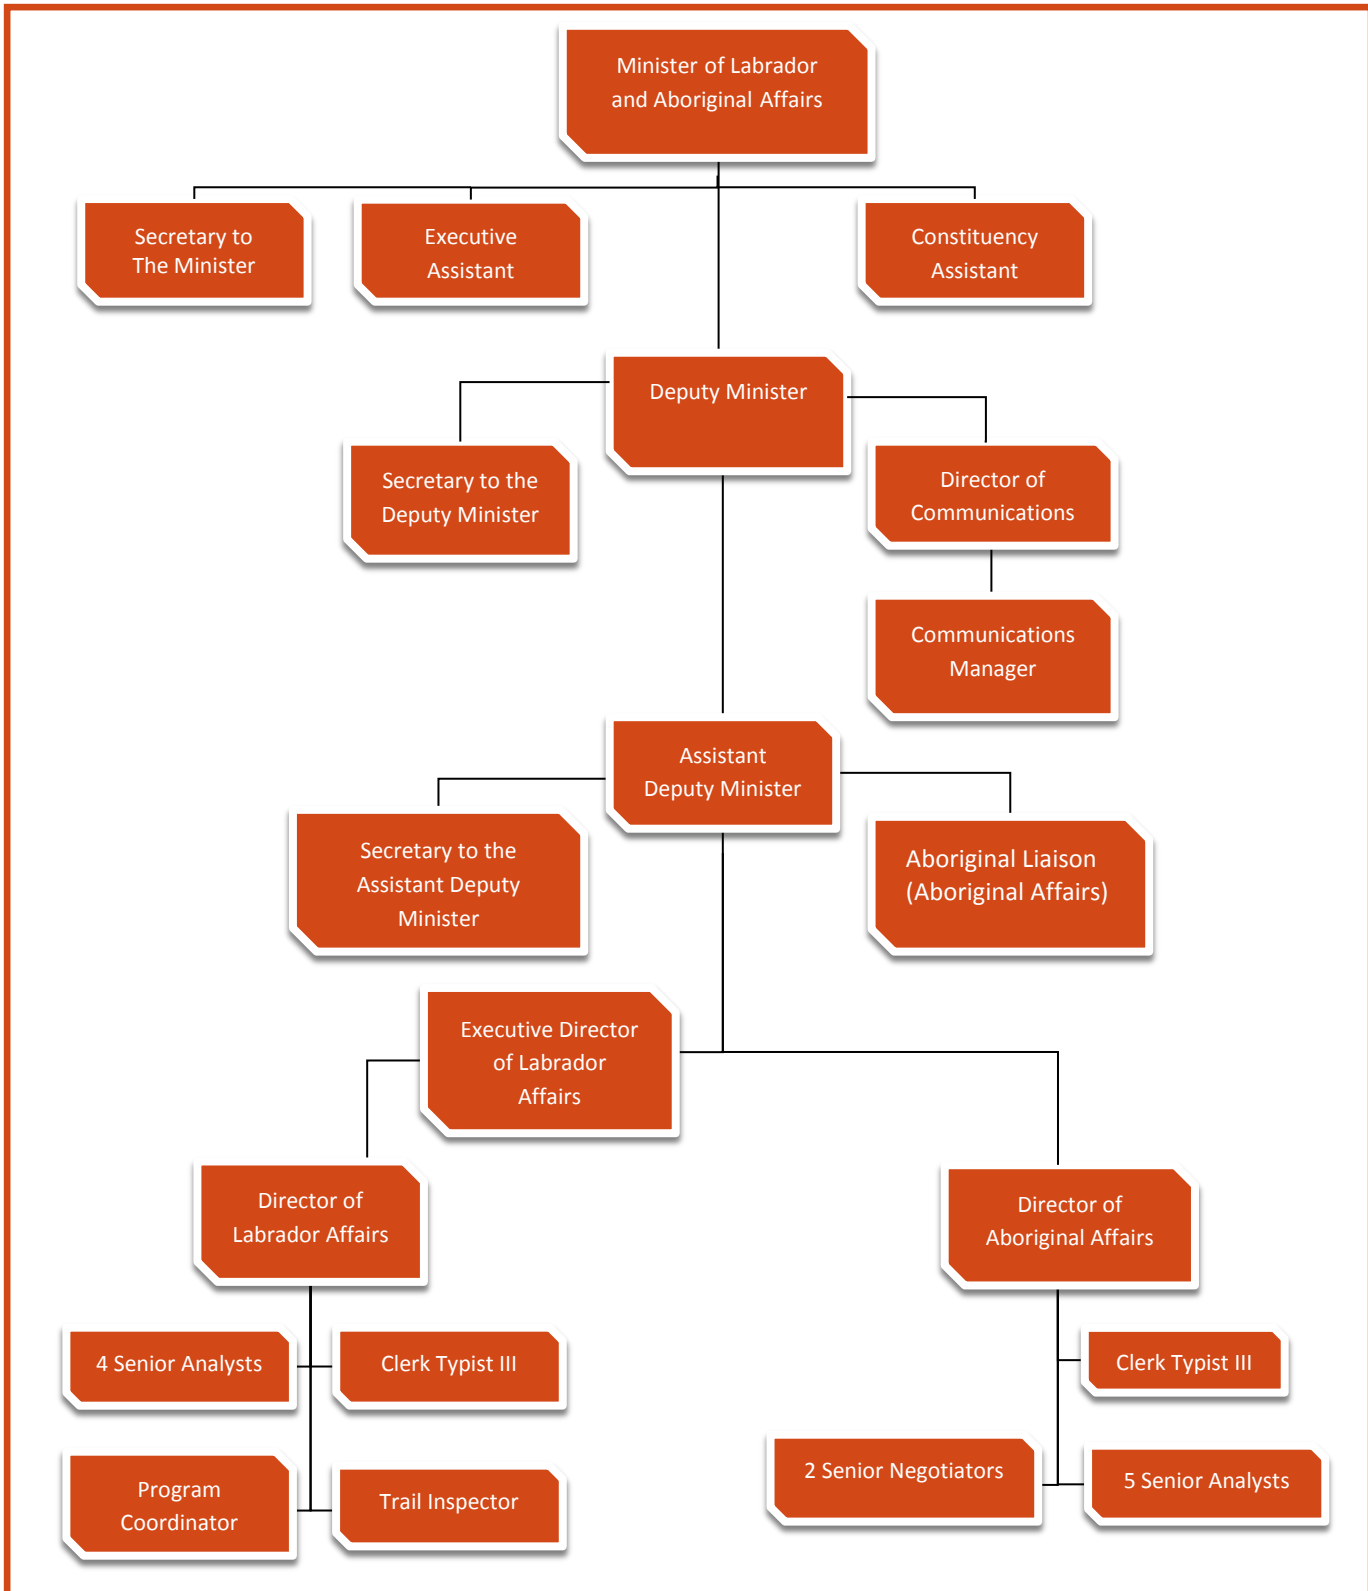 Minister of Labrador
and Aboriginal Affairs
Secretary to
The Minister
Executive
Assistant
Constituency
Assistant
Deputy Minister
Secretary to the
Deputy Minister
Director of
Communications
Communications
Manager
Assistant
Deputy Minister
Secretary to the
Assistant Deputy
Minister
Aboriginal Liaison
(Aboriginal Affairs)
Executive Director
of Labrador
Affairs
Director of
Labrador Affairs
Director of
Aboriginal Affairs
4 Senior Analysts
Clerk Typist III
Clerk Typist III
Program
Coordinator
Trail Inspector
2 Senior Negotiators
5 Senior Analysts